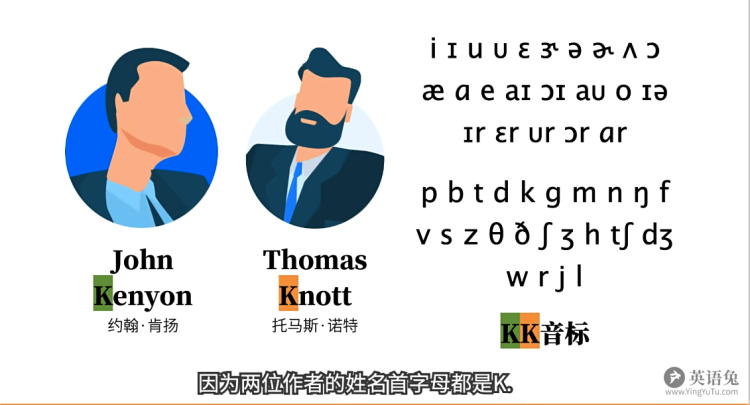 John
Kenyon
约翰·肯扬
Thomas
Knott
托马斯·诺特
i ɪ u ʊ ɛ ɝ ə ɚ ʌ ɔ
æ ɑ e aɪ ɔɪ aʊ o ɪə
ɪr ɛr ʊr ɔr ɑr
p b t d k ɡ m n ŋ f
v s z θ ð ʃ ʒ h tʃ dʒ
w r j l
KK音标
因为两位作者的姓名首字母都是K.
英语兔
www.YingYuTu.com